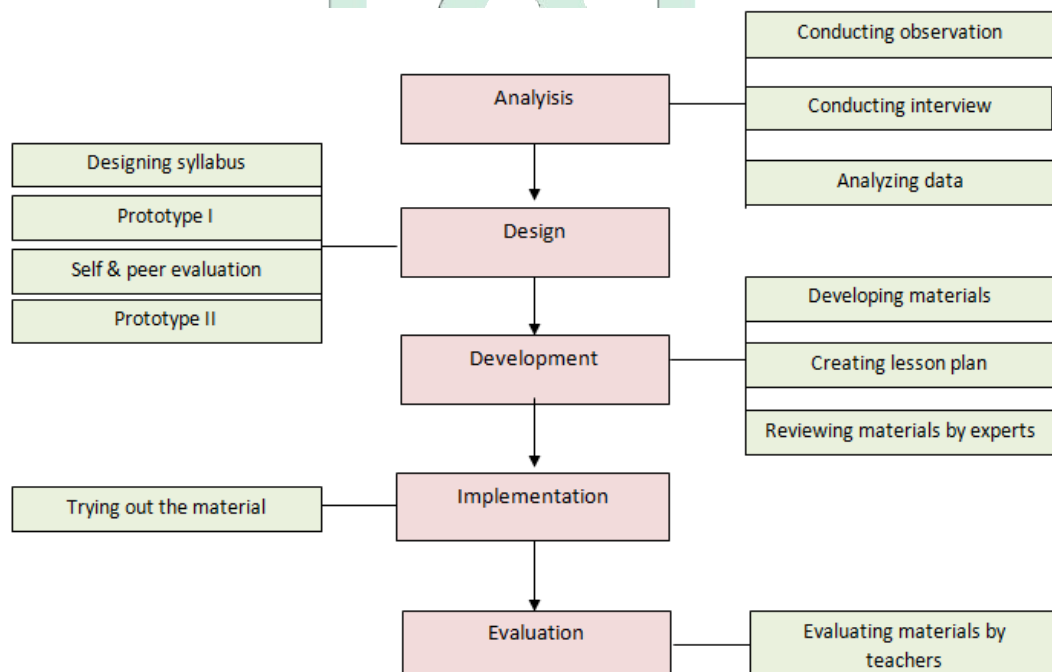 Conducting observation
Analyisis
Conducting interview
Designing syllabus
Analyzing data
Prototype I
Design
Self & peer evaluation
Developing materials
Prototype II
Development
Creating lesson plan
Reviewing materials by experts
Implementation
Trying out the material
Evaluation
Evaluating materials by
teachers